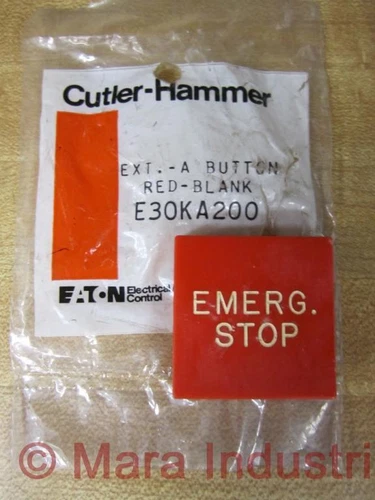 Cutler-Hammer
EXT.-A BUTTON
RED-BLANK
E30KA200
EATON Electrical
Control
EMERG.
STOP
© Mara Industri